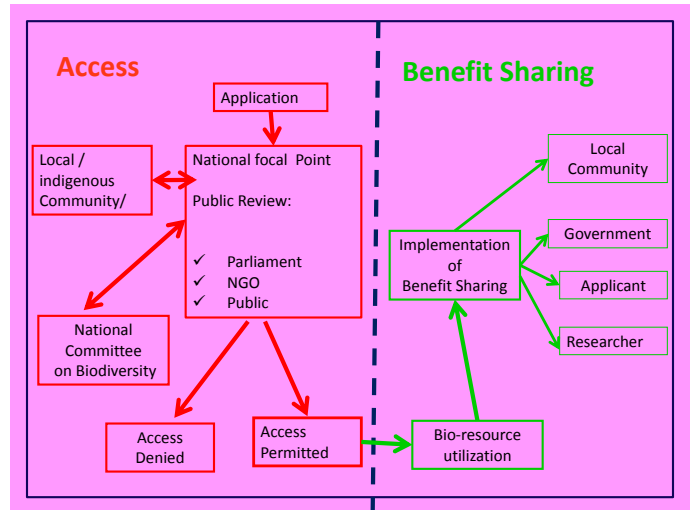 Access
Benefit Sharing
Application
Local /
indigenous
Community/
National focal Point
Public Review:
✓ Parliament
✓ NGO
✓ Public
National
Committee
on Biodiversity
Access
Denied
Access
Permitted
Bio-resource
utilization
Implementation
of
Benefit Sharing
Local
Community
Government
Applicant
Researcher